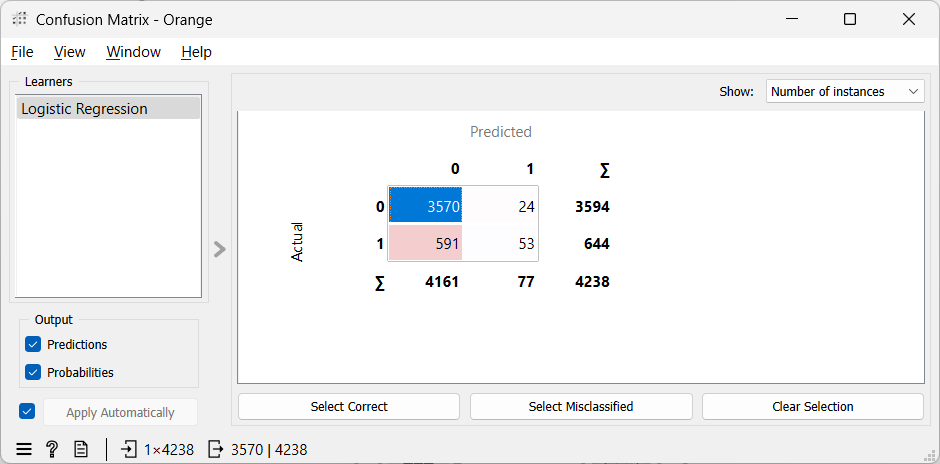 Confusion Matrix - Orange
File View Window Help
Learners
Logistic Regression
Show: Number of instances
Predicted
0 1 ∑
Actual
0 3570 24 3594
1 591 53 644
∑ 4161 77 4238
Output
Predictions
Probabilities
Apply Automatically
Select Correct Select Misclassified Clear Selection
1×4238 3570 | 4238